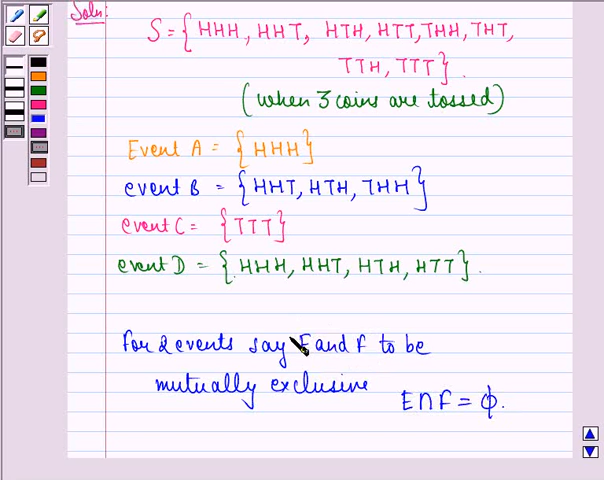 Soln:
S = { HHH, HHT, HTH, HTT, THH, THT,
TTH, TTT }.
(when 3 coins are tossed)
Event A = { HHH }
event B = { HHT, HTH, THH }
event C = { TTT }
event D = { HHH, HHT, HTH, HTT }.
For 2 events say E and F to be
mutually exclusive
E ∩ F = ϕ.